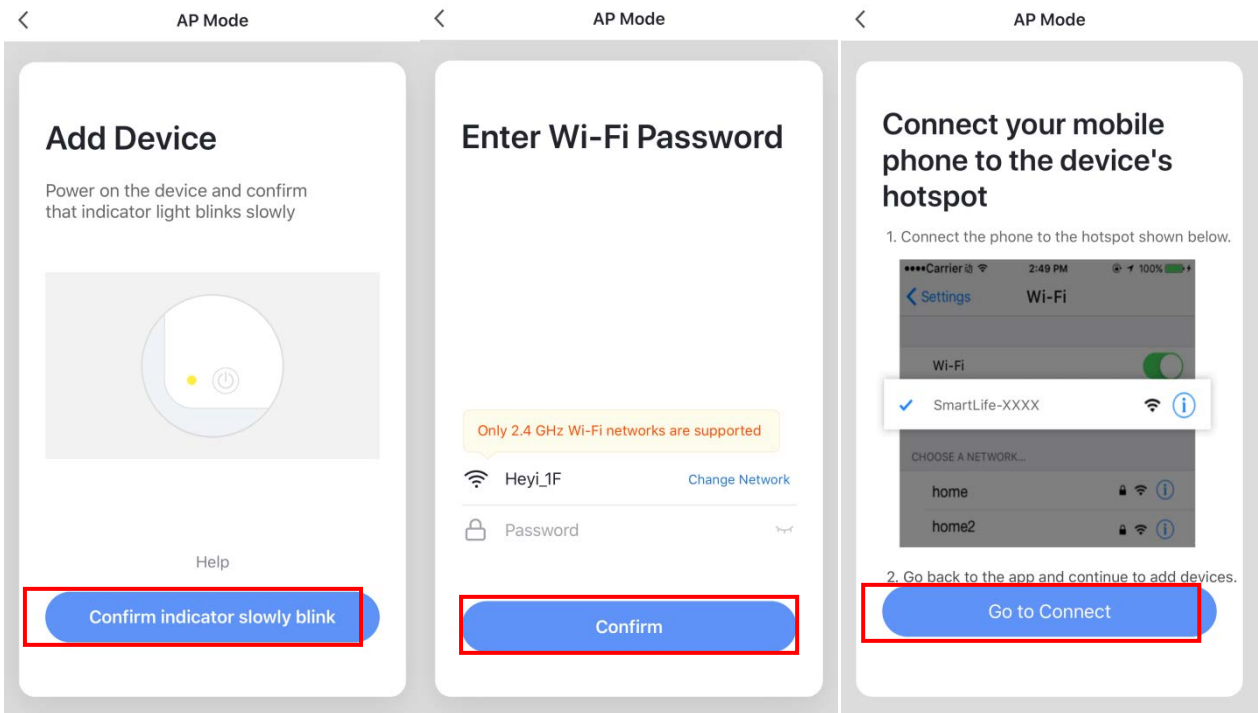 AP Mode
Add Device
Power on the device and confirm
that indicator light blinks slowly
Help
Confirm indicator slowly blink
AP Mode
Enter Wi-Fi Password
Only 2.4 GHz Wi-Fi networks are supported
Heyi_1F Change Network
Password
Confirm
AP Mode
Connect your mobile
phone to the device's
hotspot
1. Connect the phone to the hotspot shown below.
Carrier 2:49 PM 100%
Settings Wi-Fi
Wi-Fi
SmartLife-XXXX
CHOOSE A NETWORK...
home
home2
2. Go back to the app and continue to add devices.
Go to Connect